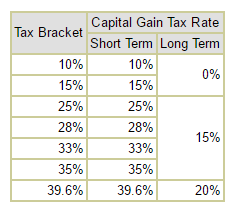 Tax Bracket Capital Gain Tax Rate
Short Term Long Term
10% 10% 0%
15% 15%
25% 25% 15%
28% 28%
33% 33%
35% 35%
39.6% 39.6% 20%